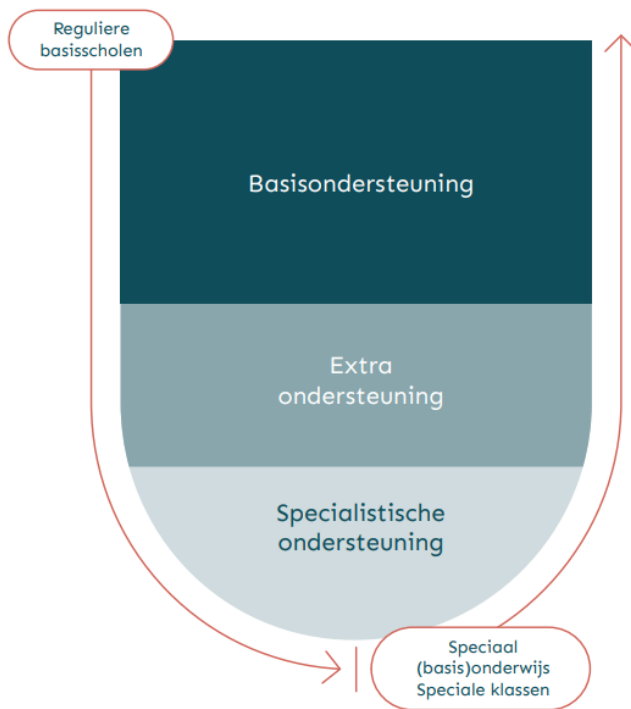 Reguliere
basisscholen
Basisondersteuning
Extra
ondersteuning
Specialistische
ondersteuning
Speciaal
(basis)onderwijs
Speciale klassen